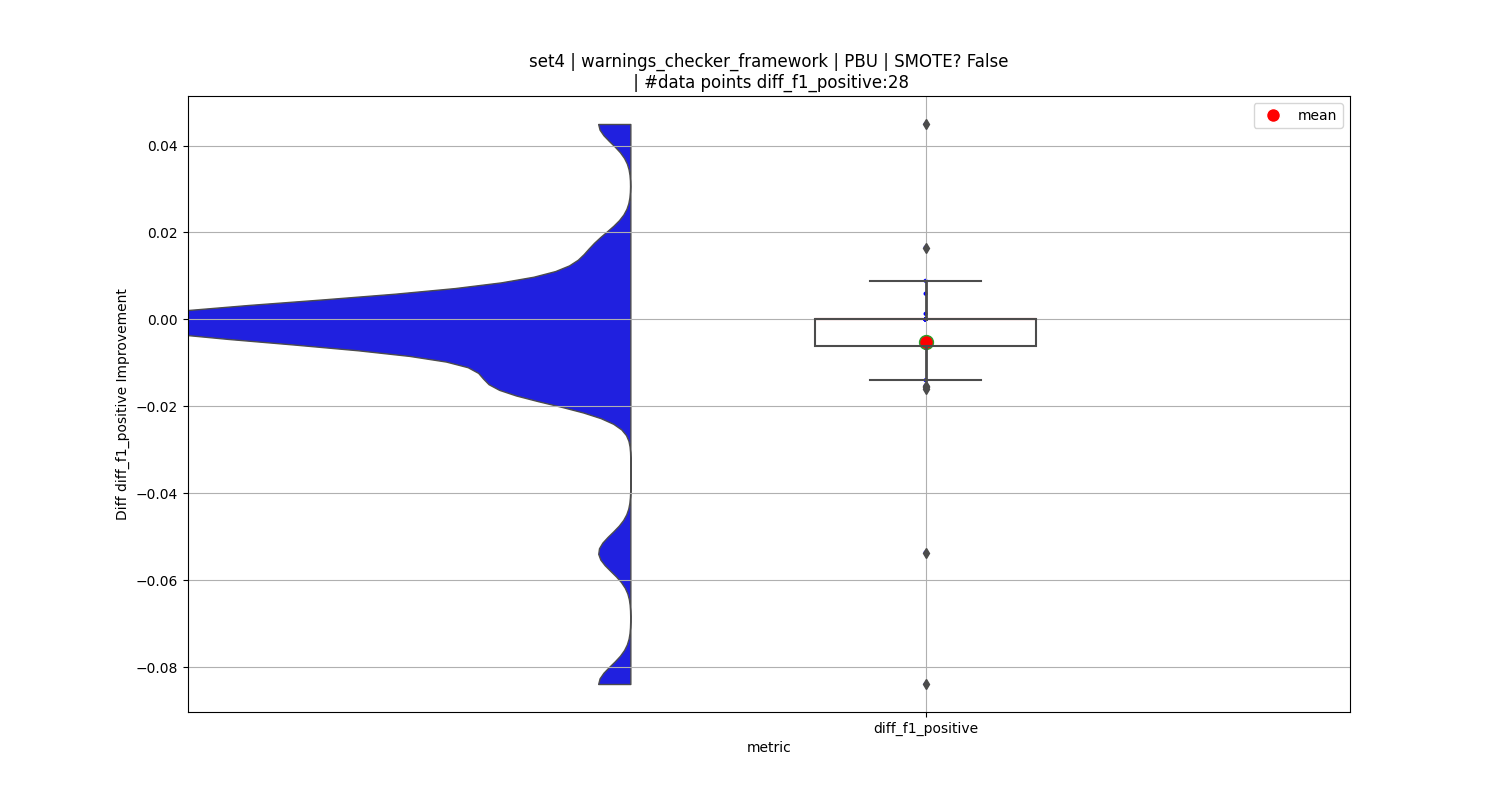 set4 | warnings_checker_framework | PBU | SMOTE? False
| #data points diff_f1_positive:28
mean
0.04
0.02
0.00
−0.02
−0.04
−0.06
−0.08
Diff diff_f1_positive Improvement
diff_f1_positive
metric